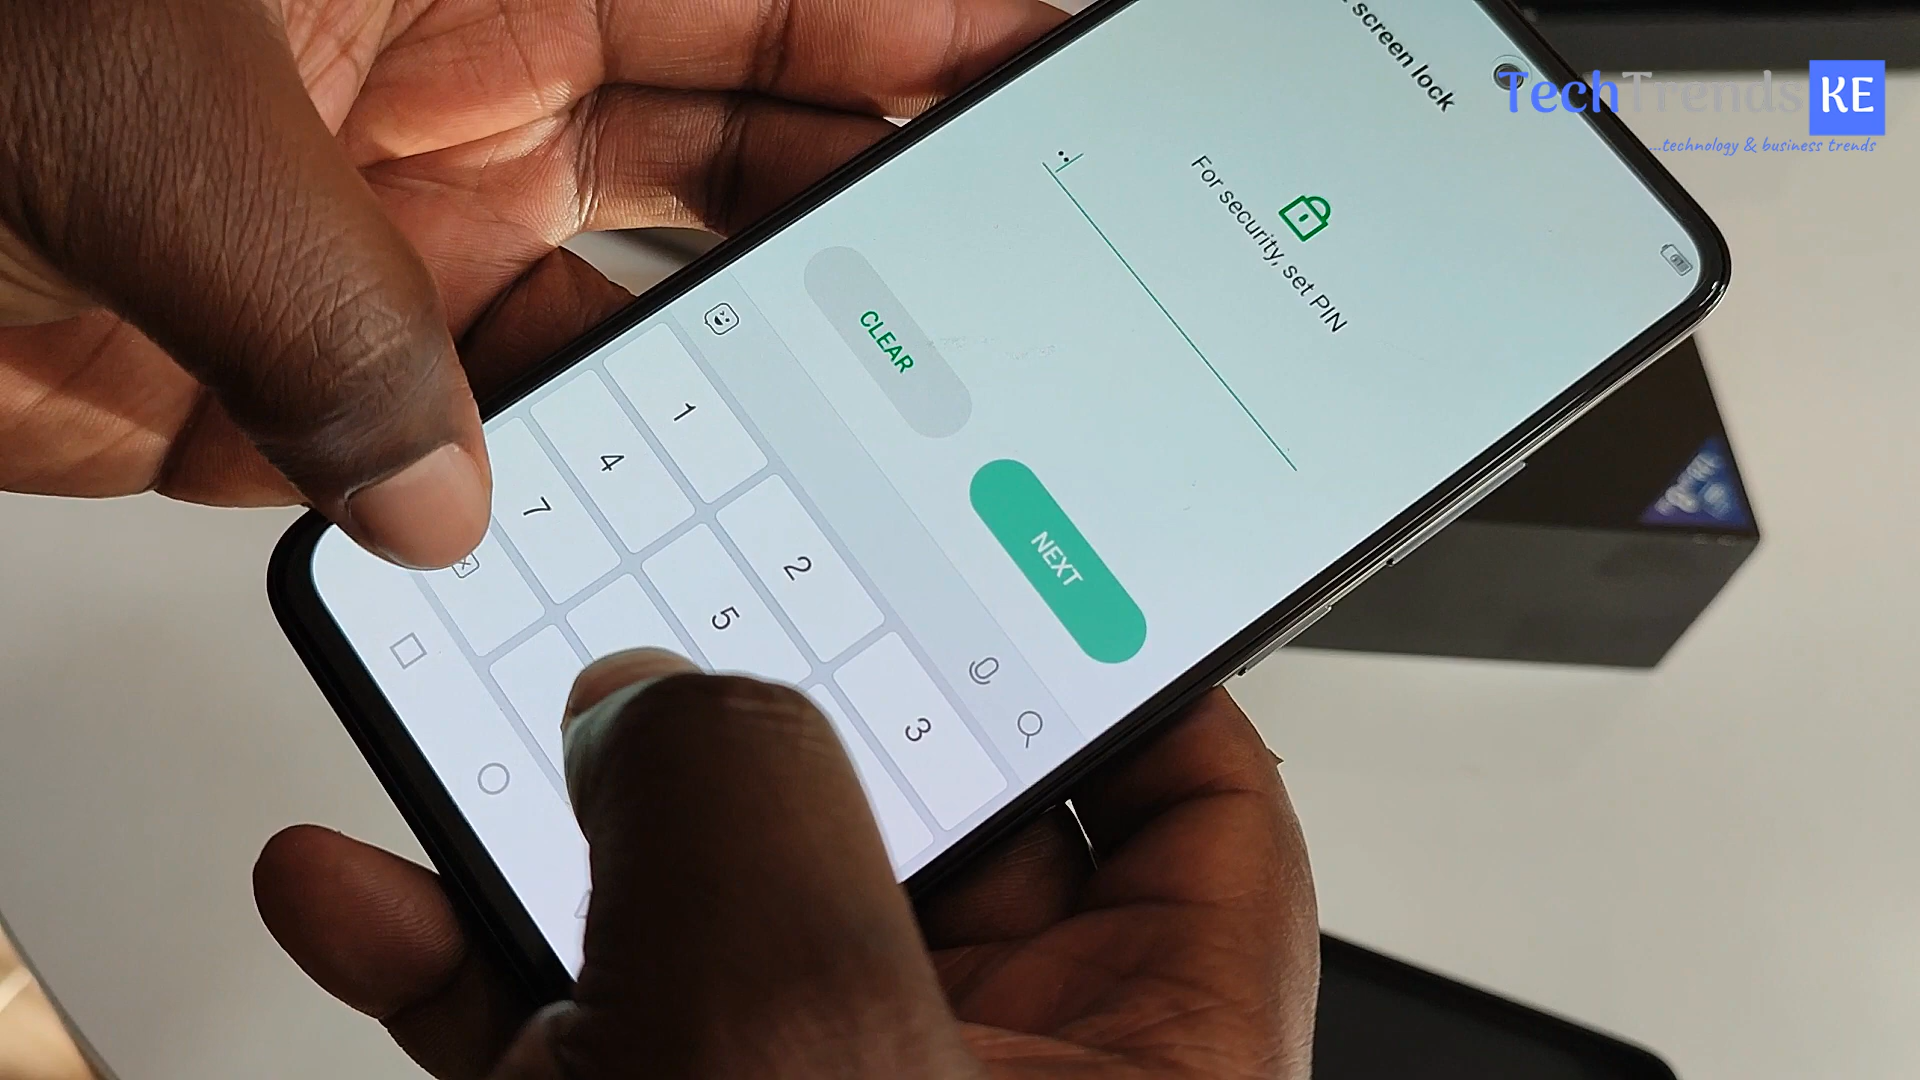 TechTrends KE
...technology & business trends
screen lock
For security, set PIN
CLEAR
NEXT
1
2
3
4
5
7